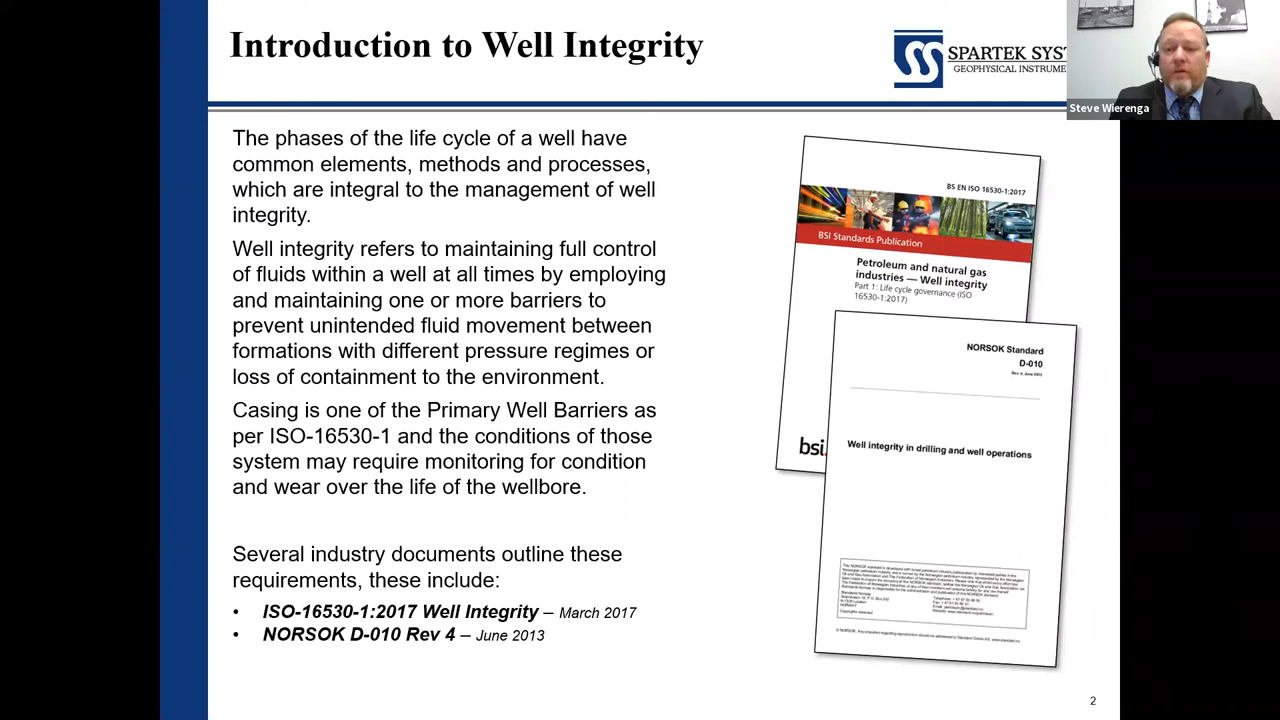 Introduction to Well Integrity
SPARTEK SYST
GEOPHYSICAL INSTRUME
Steve Wierenga
The phases of the life cycle of a well have
common elements, methods and processes,
which are integral to the management of well
integrity.
Well integrity refers to maintaining full control
of fluids within a well at all times by employing
and maintaining one or more barriers to
prevent unintended fluid movement between
formations with different pressure regimes or
loss of containment to the environment.
Casing is one of the Primary Well Barriers as
per ISO-16530-1 and the conditions of those
system may require monitoring for condition
and wear over the life of the wellbore.
Several industry documents outline these
requirements, these include:
• ISO-16530-1:2017 Well Integrity – March 2017
• NORSOK D-010 Rev 4 – June 2013
BS EN ISO 16530-1:2017
BSI Standards Publication
Petroleum and natural gas
industries — Well integrity
Part 1: Life cycle governance (ISO
16530-1:2017)
bsi.
NORSOK Standard
D-010
Rev. 4, June 2013
Well integrity in drilling and well operations
2